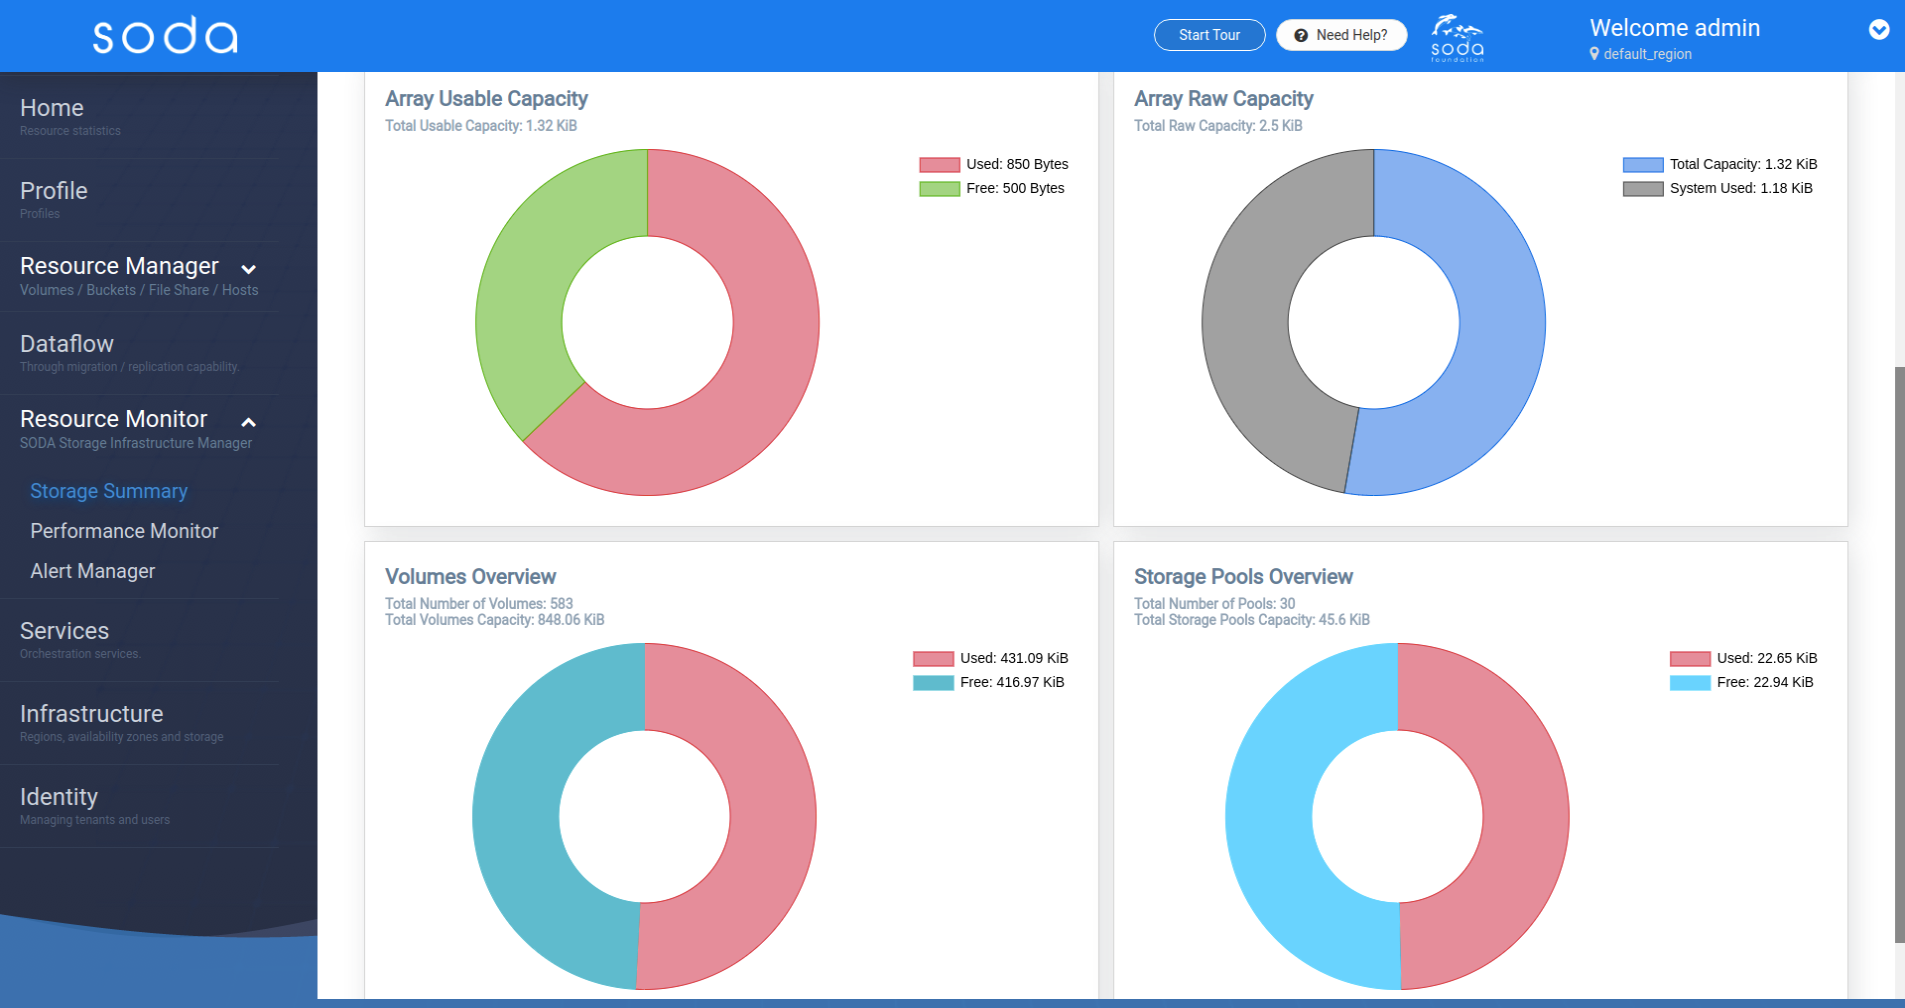 soda
Start Tour
Need Help?
soda
foundation
Welcome admin
default_region
Home
Resource statistics
Profile
Profiles
Resource Manager
Volumes / Buckets / File Share / Hosts
Dataflow
Through migration / replication capability.
Resource Monitor
SODA Storage Infrastructure Manager
Storage Summary
Performance Monitor
Alert Manager
Services
Orchestration services.
Infrastructure
Regions, availability zones and storage
Identity
Managing tenants and users
Array Usable Capacity
Total Usable Capacity: 1.32 KiB
Used: 850 Bytes
Free: 500 Bytes
Array Raw Capacity
Total Raw Capacity: 2.5 KiB
Total Capacity: 1.32 KiB
System Used: 1.18 KiB
Volumes Overview
Total Number of Volumes: 583
Total Volumes Capacity: 848.06 KiB
Used: 431.09 KiB
Free: 416.97 KiB
Storage Pools Overview
Total Number of Pools: 30
Total Storage Pools Capacity: 45.6 KiB
Used: 22.65 KiB
Free: 22.94 KiB